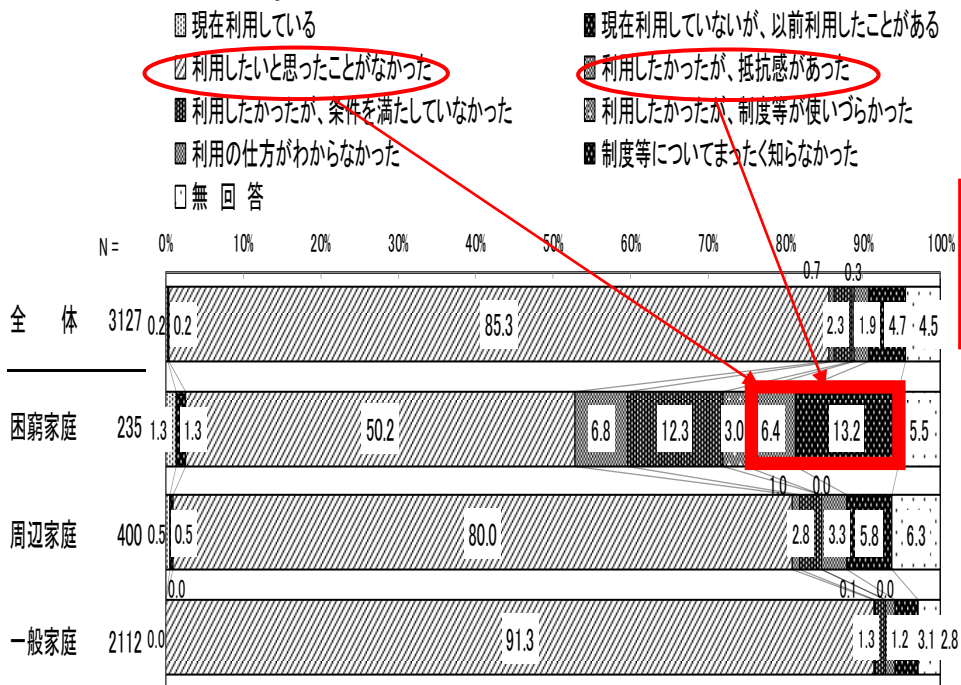 現在利用している 現在利用していないが、以前利用したことがある
利用したいと思ったことがなかった 利用したかったが、抵抗感があった
利用したかったが、条件を満たしていなかった 利用したかったが、制度等が使いづらかった
利用の仕方がわからなかった 制度等についてまったく知らなかった
無 回 答
N = 0% 10% 20% 30% 40% 50% 60% 70% 80% 90% 100%
0.7 0.3
全 体 3127 0.2 0.2 85.3 2.3 1.9 4.7 4.5
困窮家庭 235 1.3 1.3 50.2 6.8 12.3 3.0 6.4 13.2 5.5
1.0 0.0
周辺家庭 400 0.5 0.5 80.0 2.8 3.3 5.8 6.3
0.0 0.1 0.0
一般家庭 2112 0.0 91.3 1.3 1.2 3.1 2.8